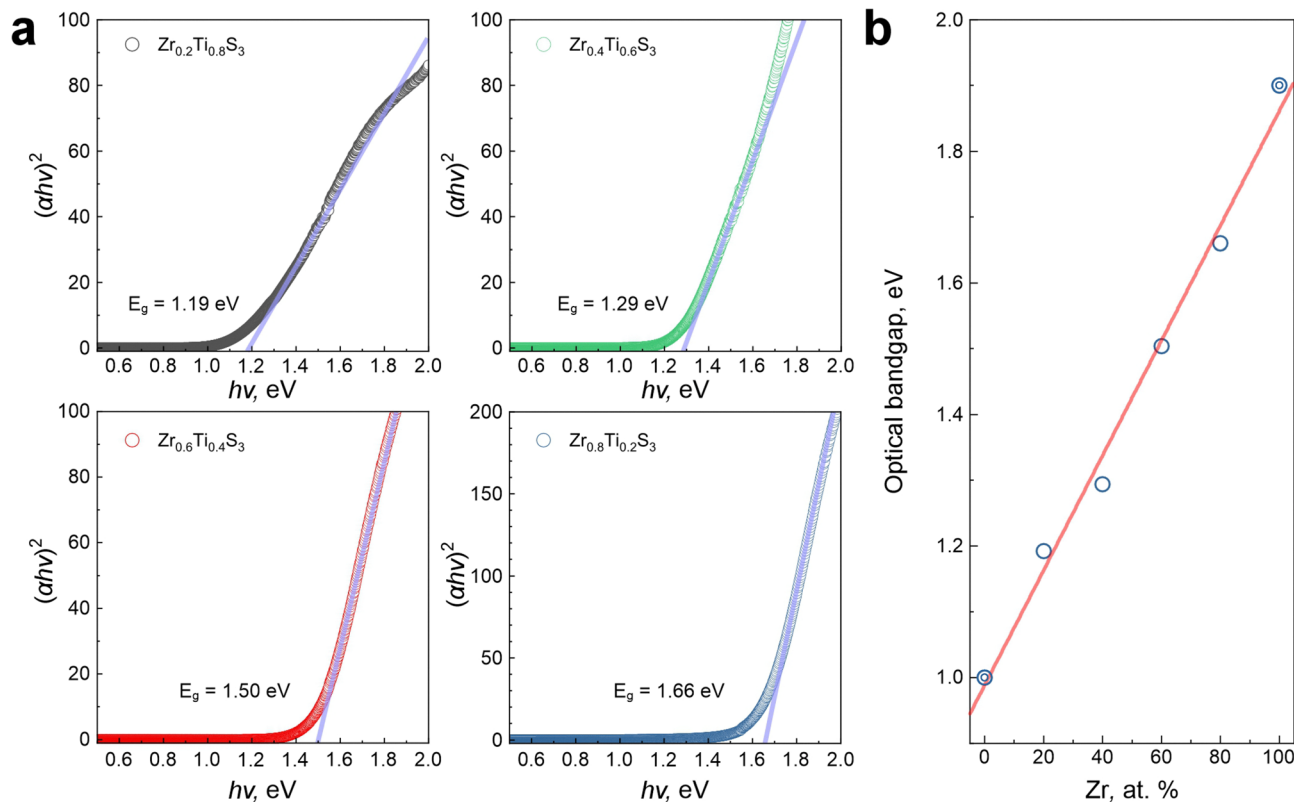 a
100
80
60
40
20
0
(αhν)²
Zr₀.₂Ti₀.₈S₃
E_g = 1.19 eV
0.6 0.8 1.0 1.2 1.4 1.6 1.8 2.0
hν, eV
100
80
60
40
20
0
(αhν)²
Zr₀.₄Ti₀.₆S₃
E_g = 1.29 eV
0.6 0.8 1.0 1.2 1.4 1.6 1.8 2.0
hν, eV
100
80
60
40
20
0
(αhν)²
Zr₀.₆Ti₀.₄S₃
E_g = 1.50 eV
0.6 0.8 1.0 1.2 1.4 1.6 1.8 2.0
hν, eV
200
150
100
50
0
(αhν)²
Zr₀.₈Ti₀.₂S₃
E_g = 1.66 eV
0.6 0.8 1.0 1.2 1.4 1.6 1.8 2.0
hν, eV
b
2.0
1.8
1.6
1.4
1.2
1.0
Optical bandgap, eV
0 20 40 60 80 100
Zr, at. %